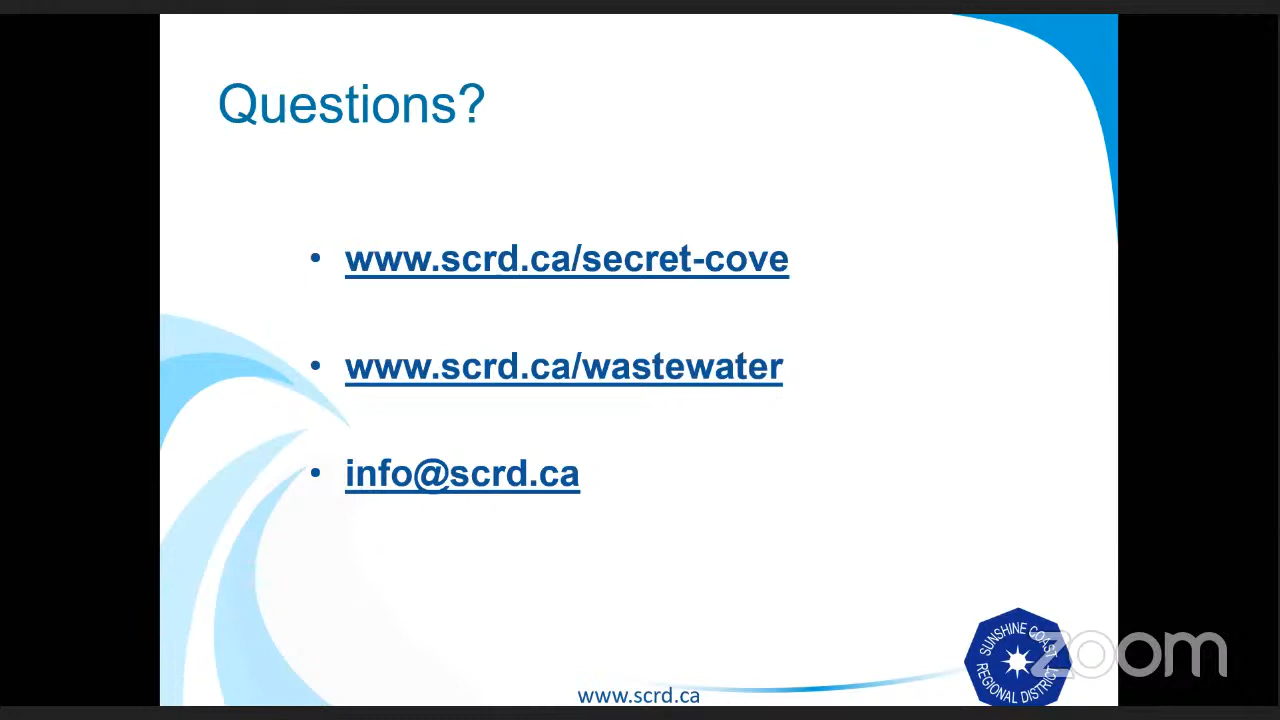 Questions?
• www.scrd.ca/secret-cove
• www.scrd.ca/wastewater
• info@scrd.ca
SUNSHINE COAST
REGIONAL DISTRICT
zoom
www.scrd.ca